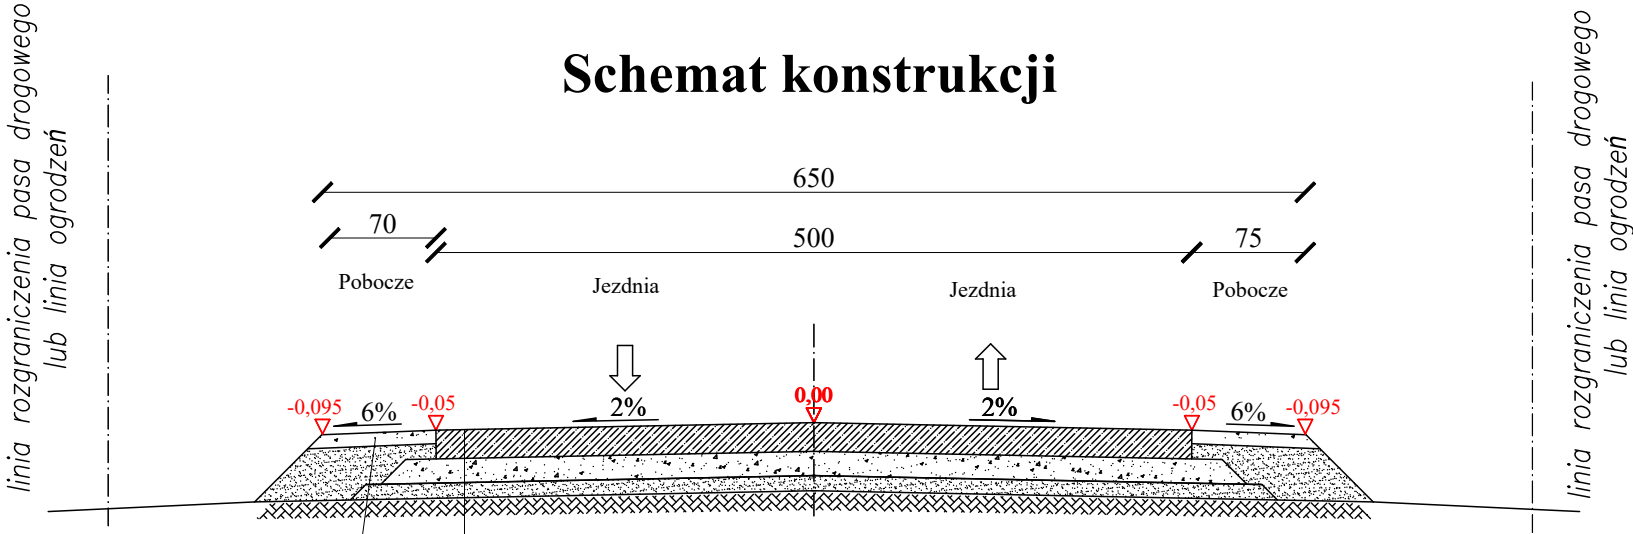 linia rozgraniczenia pasa drogowego
lub linia ogrodzeń
Schemat konstrukcji
linia rozgraniczenia pasa drogowego
lub linia ogrodzeń
650
70
500
75
Pobocze
Jezdnia
Jezdnia
Pobocze
-0,095
6%
-0,05
2%
0,00
2%
-0,05
6%
-0,095